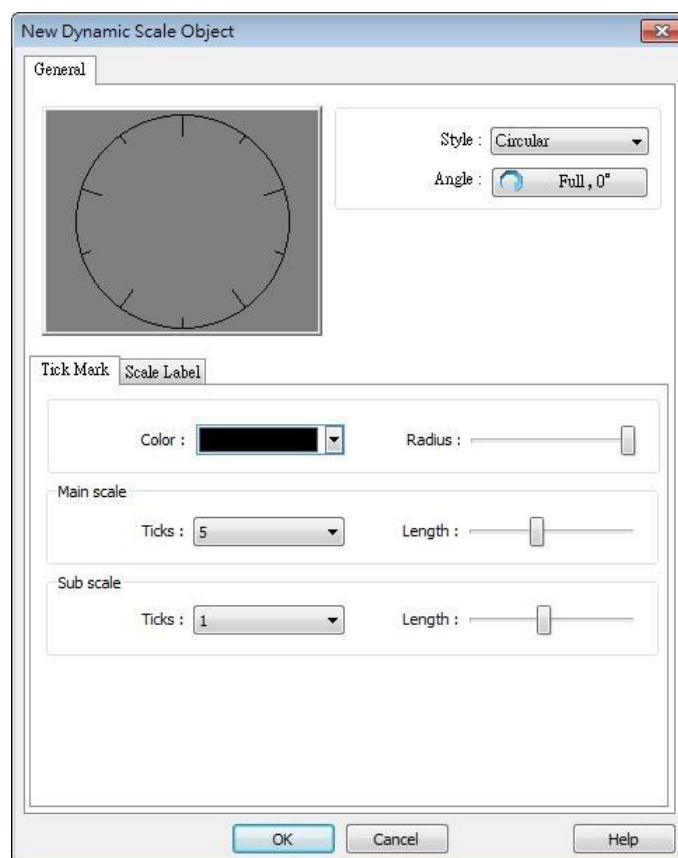 New Dynamic Scale Object
General
Style : Circular
Angle : Full , 0°
Tick Mark Scale Label
Color : Radius :
Main scale
Ticks : 5 Length :
Sub scale
Ticks : 1 Length :
OK Cancel Help